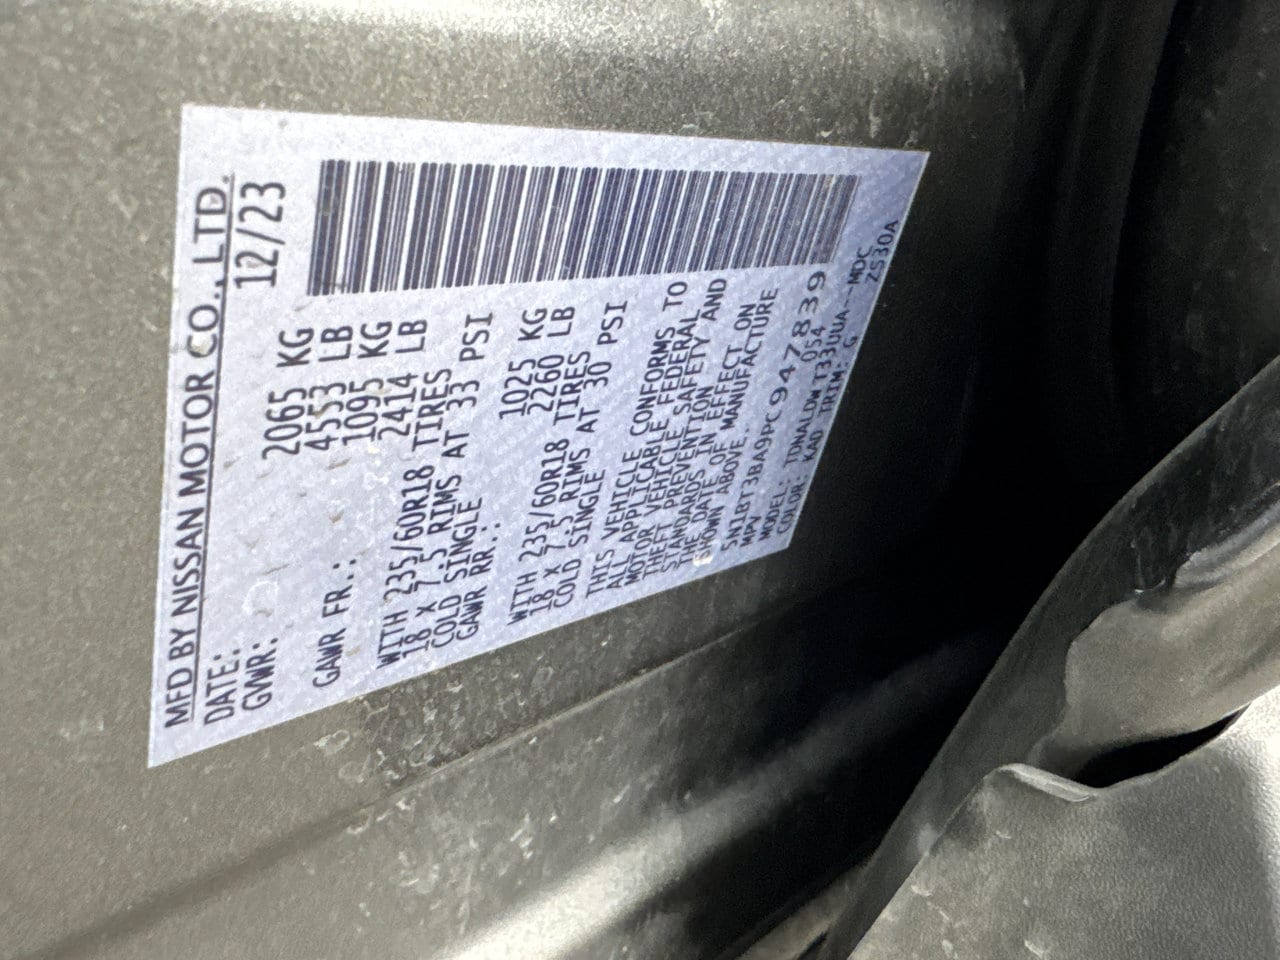 MFD BY NISSAN MOTOR CO., LTD.
DATE: 12/23
GVWR: 2065 KG
4553 LB
GAWR FR.: 1095 KG
2414 LB
WITH 235/60R18 TIRES
18 X 7.5 RIMS AT 33 PSI
COLD SINGLE
GAWR RR.: 1025 KG
2260 LB
WITH 235/60R18 TIRES
18 X 7.5 RIMS AT 30 PSI
COLD SINGLE
THIS VEHICLE CONFORMS TO
ALL APPLICABLE FEDERAL
MOTOR VEHICLE SAFETY AND
THEFT PREVENTION
STANDARDS IN EFFECT ON
THE DATE OF MANUFACTURE
SHOWN ABOVE.
5N1BT3BA9PC947839
MPV 054
MODEL: TDNALDW T33UUA---MDC
COLOR: KAD TRIM: G ZS30A